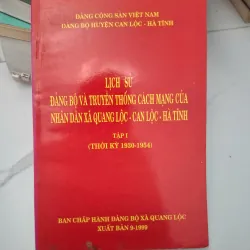 ĐẢNG CỘNG SẢN VIỆT NAM
ĐẢNG BỘ HUYỆN CAN LỘC - HÀ TĨNH
LỊCH SỬ
ĐẢNG BỘ VÀ TRUYỀN THỐNG CÁCH MẠNG CỦA
NHÂN DÂN XÃ QUANG LỘC - CAN LỘC - HÀ TĨNH
TẬP I
(THỜI KỲ 1930-1954)
BAN CHẤP HÀNH ĐẢNG BỘ XÃ QUANG LỘC
XUẤT BẢN 9-1999